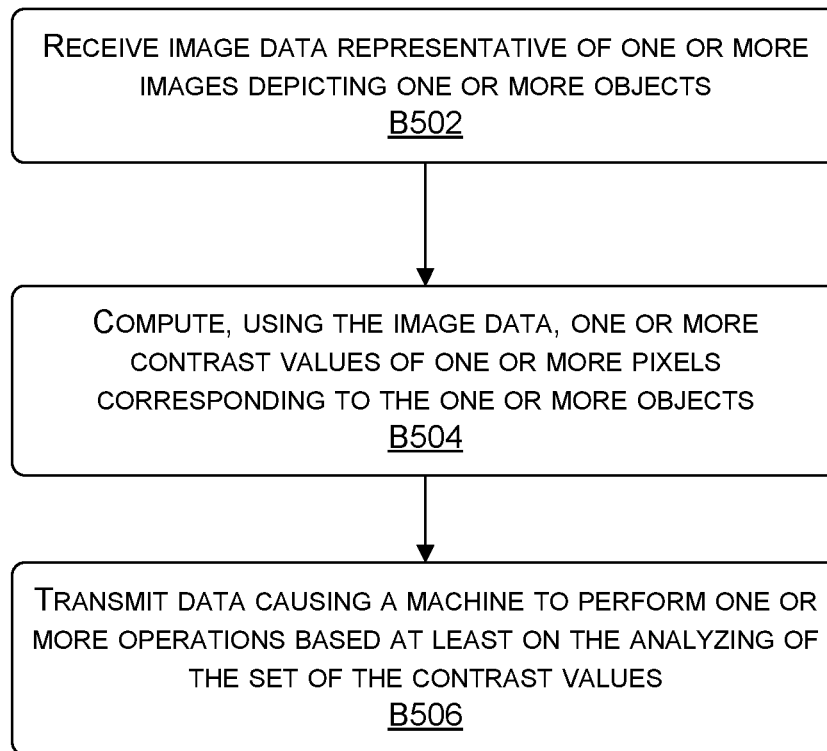 RECEIVE IMAGE DATA REPRESENTATIVE OF ONE OR MORE
IMAGES DEPICTING ONE OR MORE OBJECTS
B502
COMPUTE, USING THE IMAGE DATA, ONE OR MORE
CONTRAST VALUES OF ONE OR MORE PIXELS
CORRESPONDING TO THE ONE OR MORE OBJECTS
B504
TRANSMIT DATA CAUSING A MACHINE TO PERFORM ONE OR
MORE OPERATIONS BASED AT LEAST ON THE ANALYZING OF
THE SET OF THE CONTRAST VALUES
B506